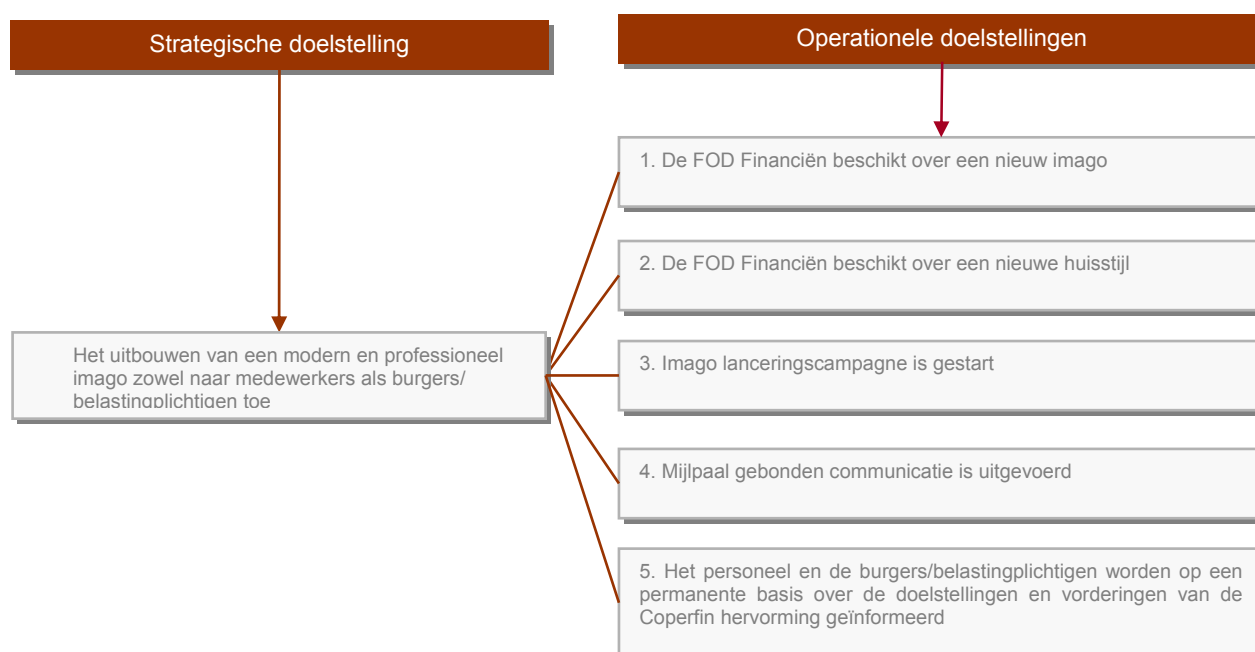 Strategische doelstelling
Operationele doelstellingen
1. De FOD Financiën beschikt over een nieuw imago
2. De FOD Financiën beschikt over een nieuwe huisstijl
Het uitbouwen van een modern en professioneel
imago zowel naar medewerkers als burgers/
belastingplichtigen toe
3. Imago lanceringscampagne is gestart
4. Mijlpaal gebonden communicatie is uitgevoerd
5. Het personeel en de burgers/belastingplichtigen worden op een
permanente basis over de doelstellingen en vorderingen van de
Coperfin hervorming geïnformeerd